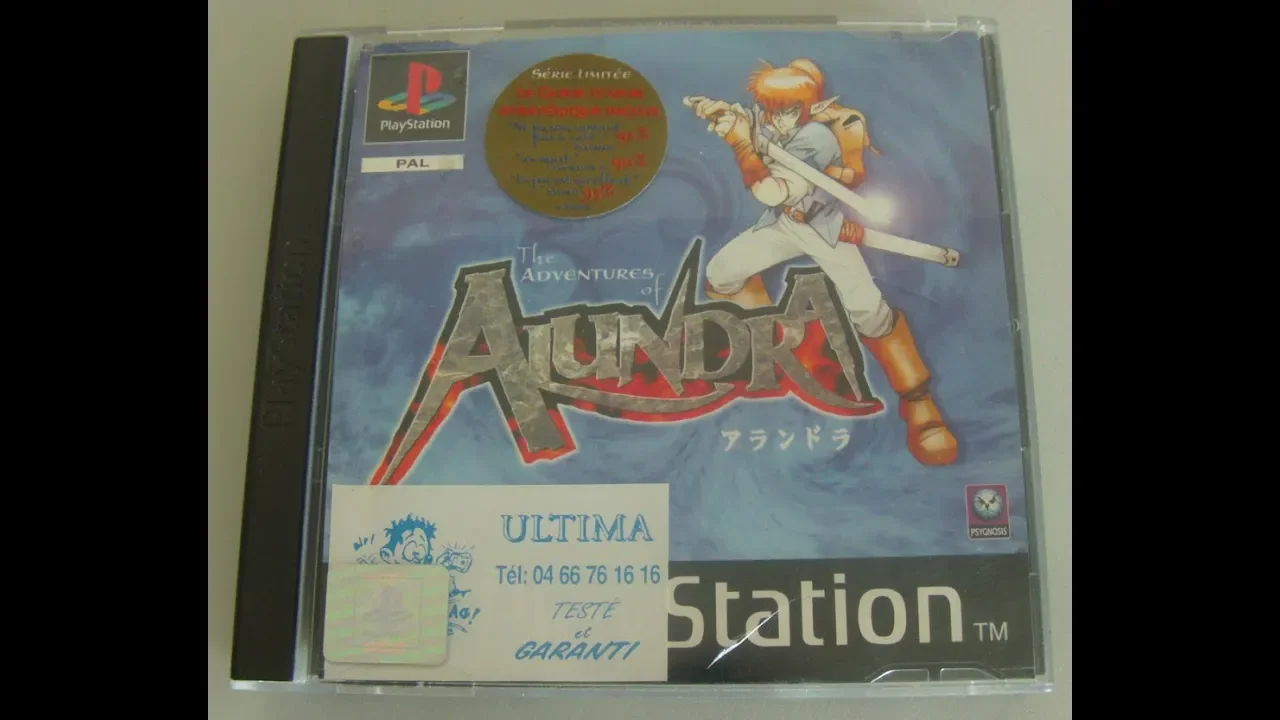 PlayStation
PAL
SÉRIE LIMITÉE
The
ADVENTURES
of
ALUNDRA
アランドラ
PSYGNOSIS
ULTIMA
Tél: 04 66 76 16 16
TESTÉ
et
GARANTI
Station TM
PlayStation